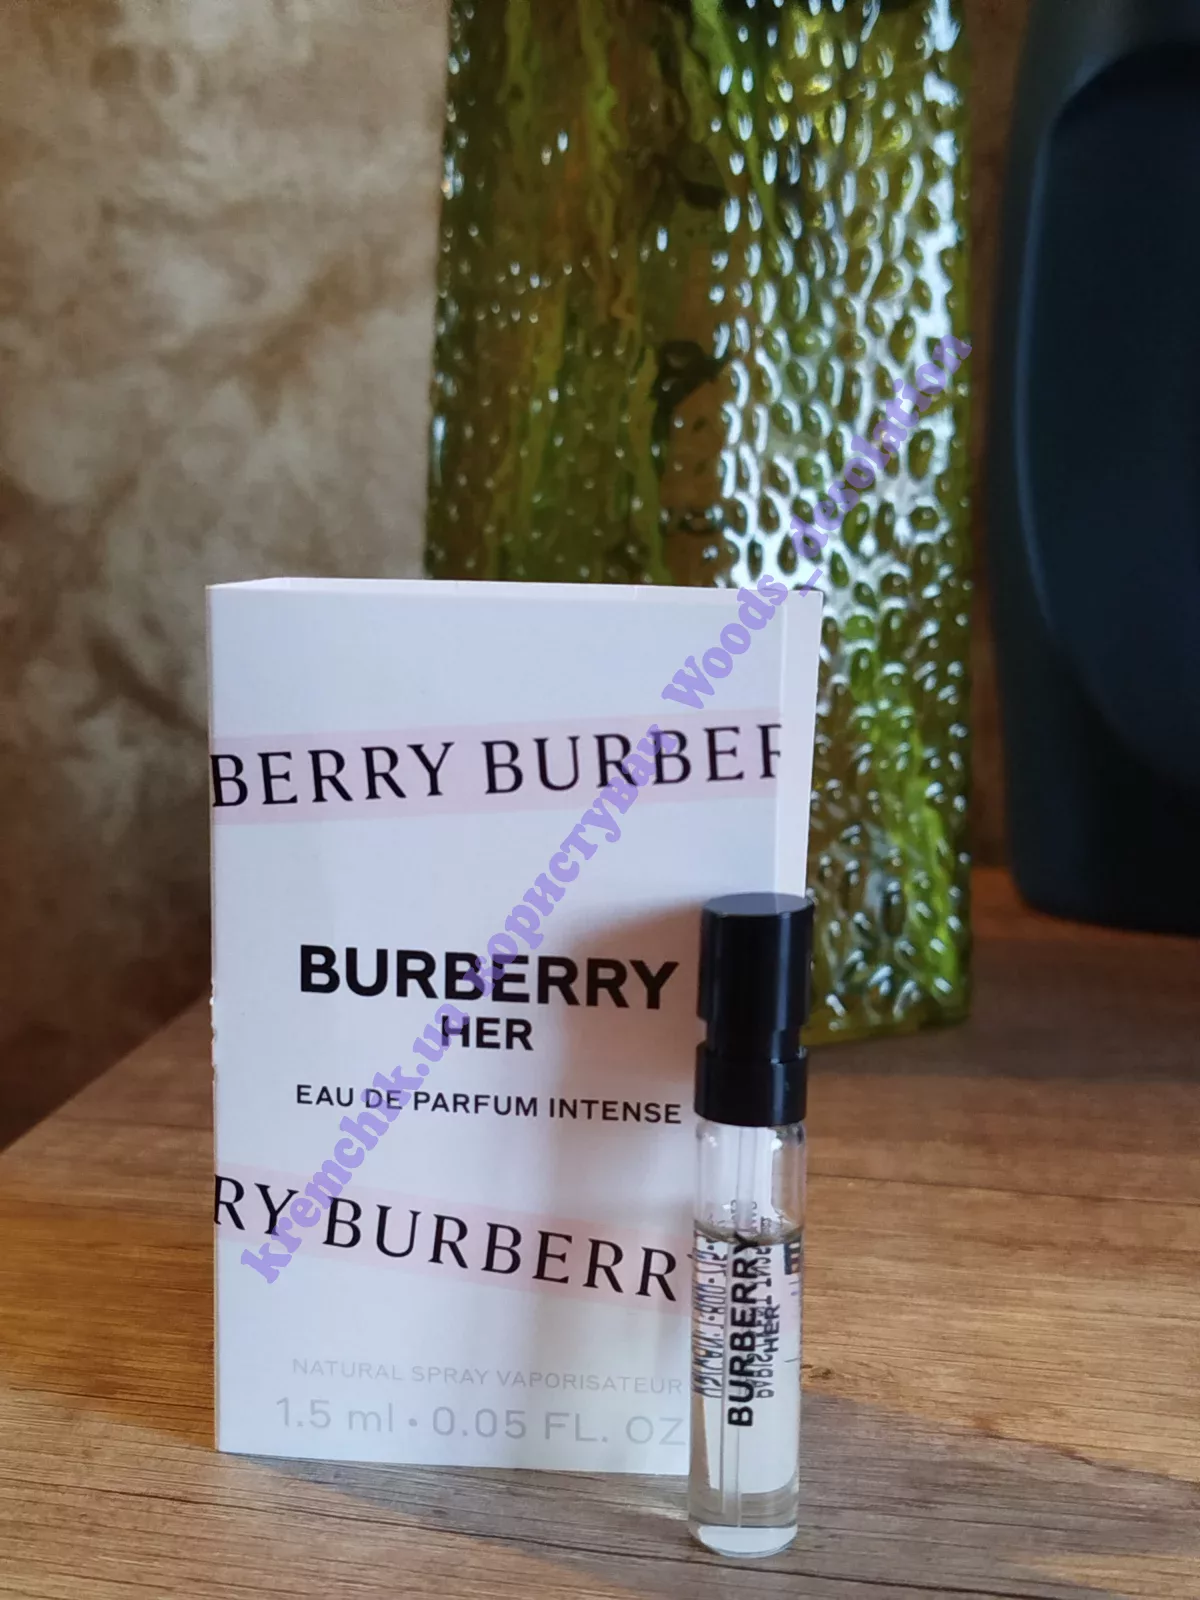 BERRY BURBER
BURBERRY
HER
EAU DE PARFUM INTENSE
RY BURBERRY
NATURAL SPRAY VAPORISATEUR
1.5 ml • 0.05 FL. OZ
BURBERRY
HER
kremchik.ua користувач Woods_desolation